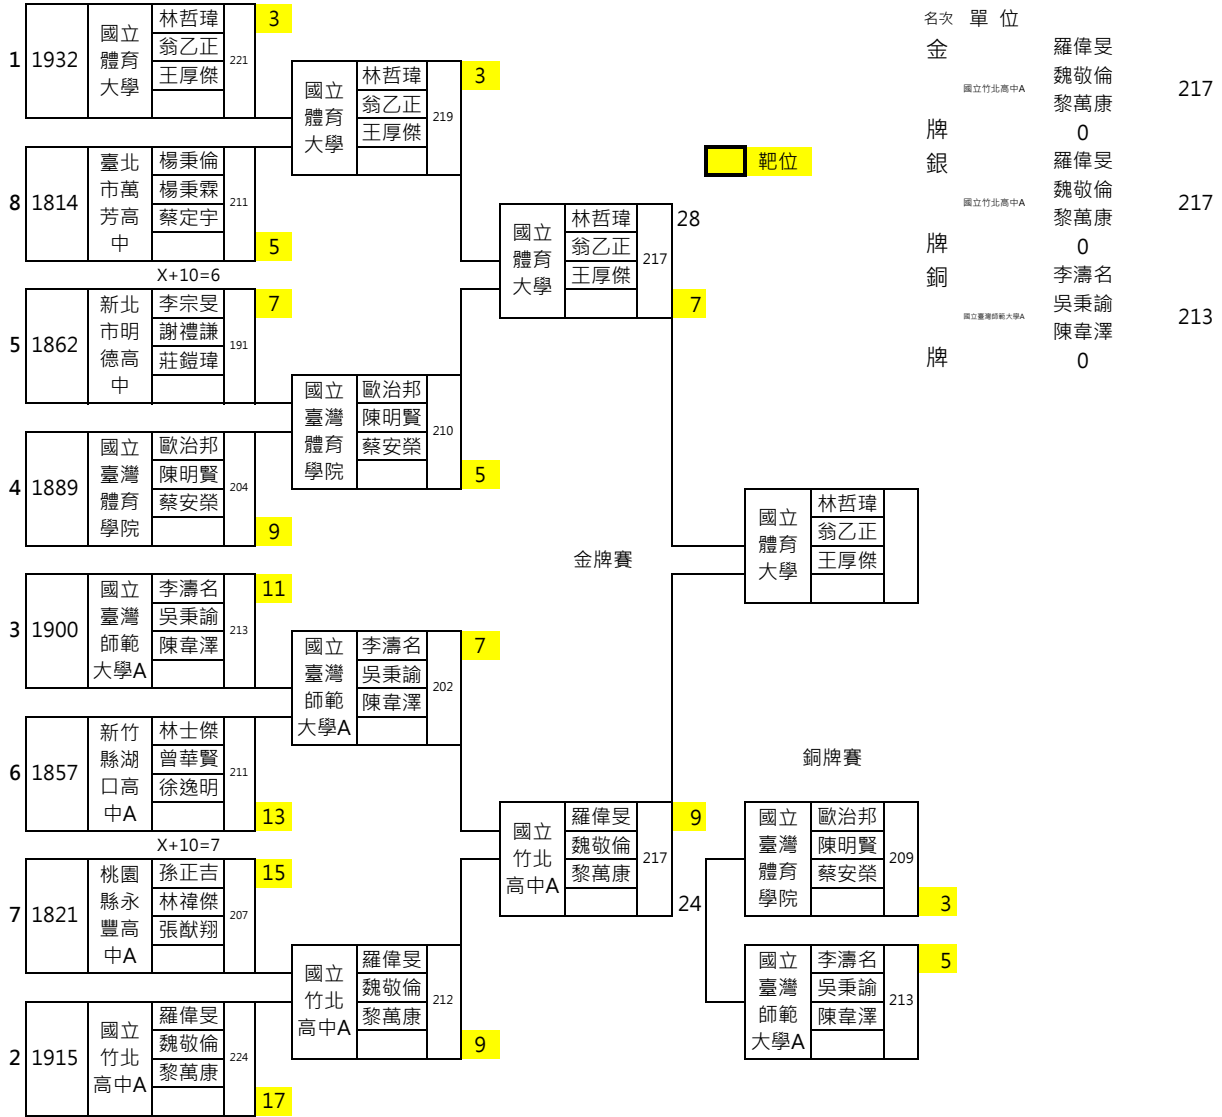 1 1932 國立體育大學 林哲瑋 翁乙正 王厚傑 221 3
8 1814 臺北市萬芳高中 楊秉倫 楊秉霖 蔡定宇 211 5
X+10=6
5 1862 新北市明德高中 李宗旻 謝禮謙 莊鎧瑋 191 7
4 1889 國立臺灣體育學院 歐治邦 陳明賢 蔡安榮 204 9
3 1900 國立臺灣師範大學A 李濤名 吳秉諭 陳韋澤 213 11
6 1857 新竹縣湖口高中A 林士傑 曾華賢 徐逸明 211 13
X+10=7
7 1821 桃園縣永豐高中A 孫正吉 林禕傑 張猷翔 207 15
2 1915 國立竹北高中A 羅偉旻 魏敬倫 黎萬康 224 17
國立體育大學 林哲瑋 翁乙正 王厚傑 219 3
國立臺灣體育學院 歐治邦 陳明賢 蔡安榮 210 5
國立臺灣師範大學A 李濤名 吳秉諭 陳韋澤 202 7
國立竹北高中A 羅偉旻 魏敬倫 黎萬康 212 9
國立體育大學 林哲瑋 翁乙正 王厚傑 217 28 7
金牌賽
國立竹北高中A 羅偉旻 魏敬倫 黎萬康 217 9 24
靶位
國立體育大學 林哲瑋 翁乙正 王厚傑
銅牌賽
國立臺灣體育學院 歐治邦 陳明賢 蔡安榮 209 3
國立臺灣師範大學A 李濤名 吳秉諭 陳韋澤 213 5
名次 單 位
金牌 國立竹北高中A 羅偉旻 魏敬倫 黎萬康 0 217
銀牌 國立竹北高中A 羅偉旻 魏敬倫 黎萬康 0 217
銅牌 國立臺灣師範大學A 李濤名 吳秉諭 陳韋澤 0 213